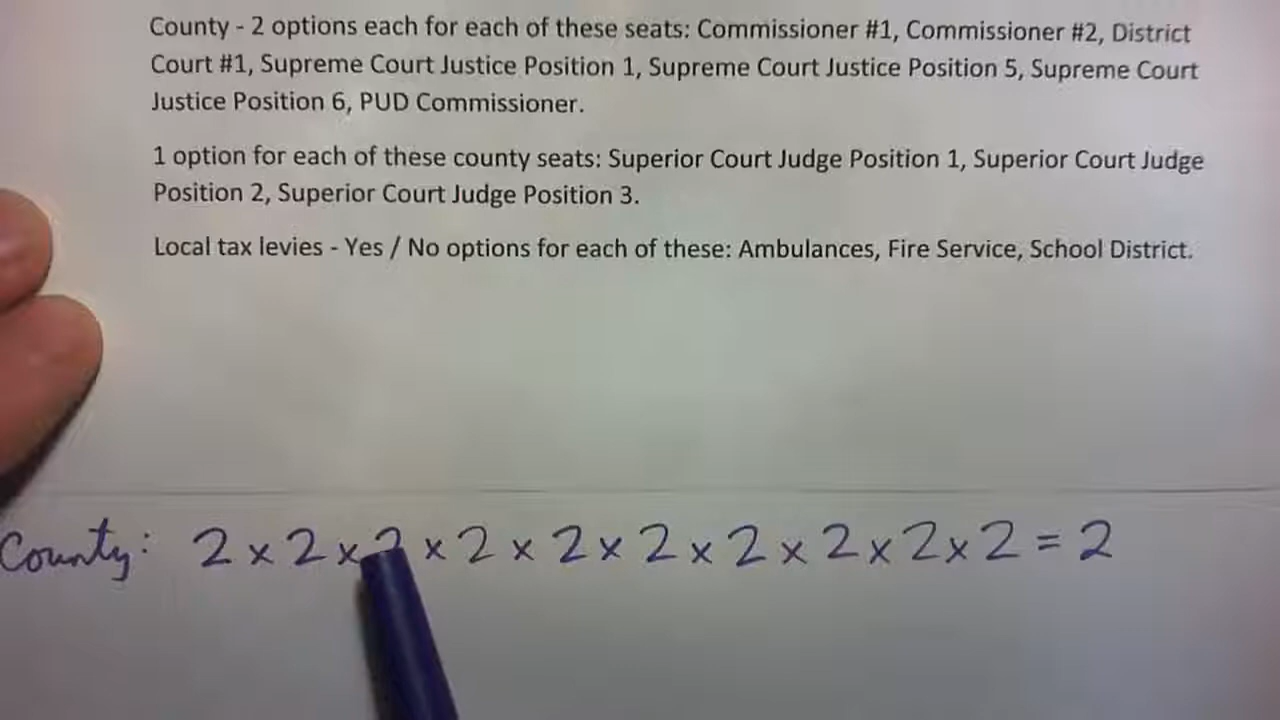 County - 2 options each for each of these seats: Commissioner #1, Commissioner #2, District
Court #1, Supreme Court Justice Position 1, Supreme Court Justice Position 5, Supreme Court
Justice Position 6, PUD Commissioner.
1 option for each of these county seats: Superior Court Judge Position 1, Superior Court Judge
Position 2, Superior Court Judge Position 3.
Local tax levies - Yes / No options for each of these: Ambulances, Fire Service, School District.
County: 2 x 2 x 2 x 2 x 2 x 2 x 2 x 2 x 2 x 2 = 2